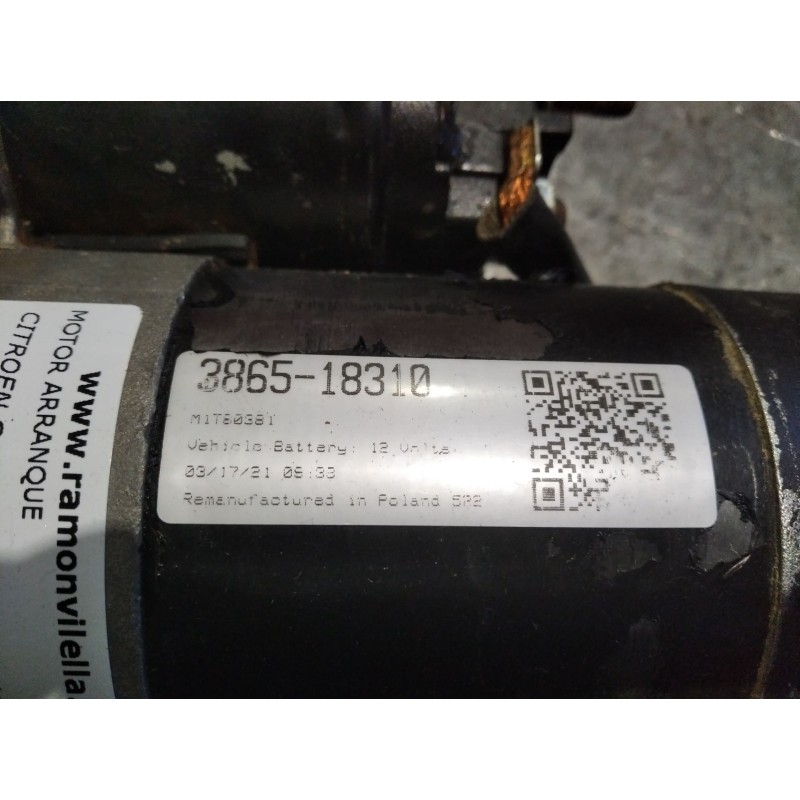 3865-18310
M1T80381
Vehicle Battery: 12 Volts
03/17/21 09:33
Remanufactured in Poland SP2
www.ramonvilella.
MOTOR ARRANQUE
CITROEN